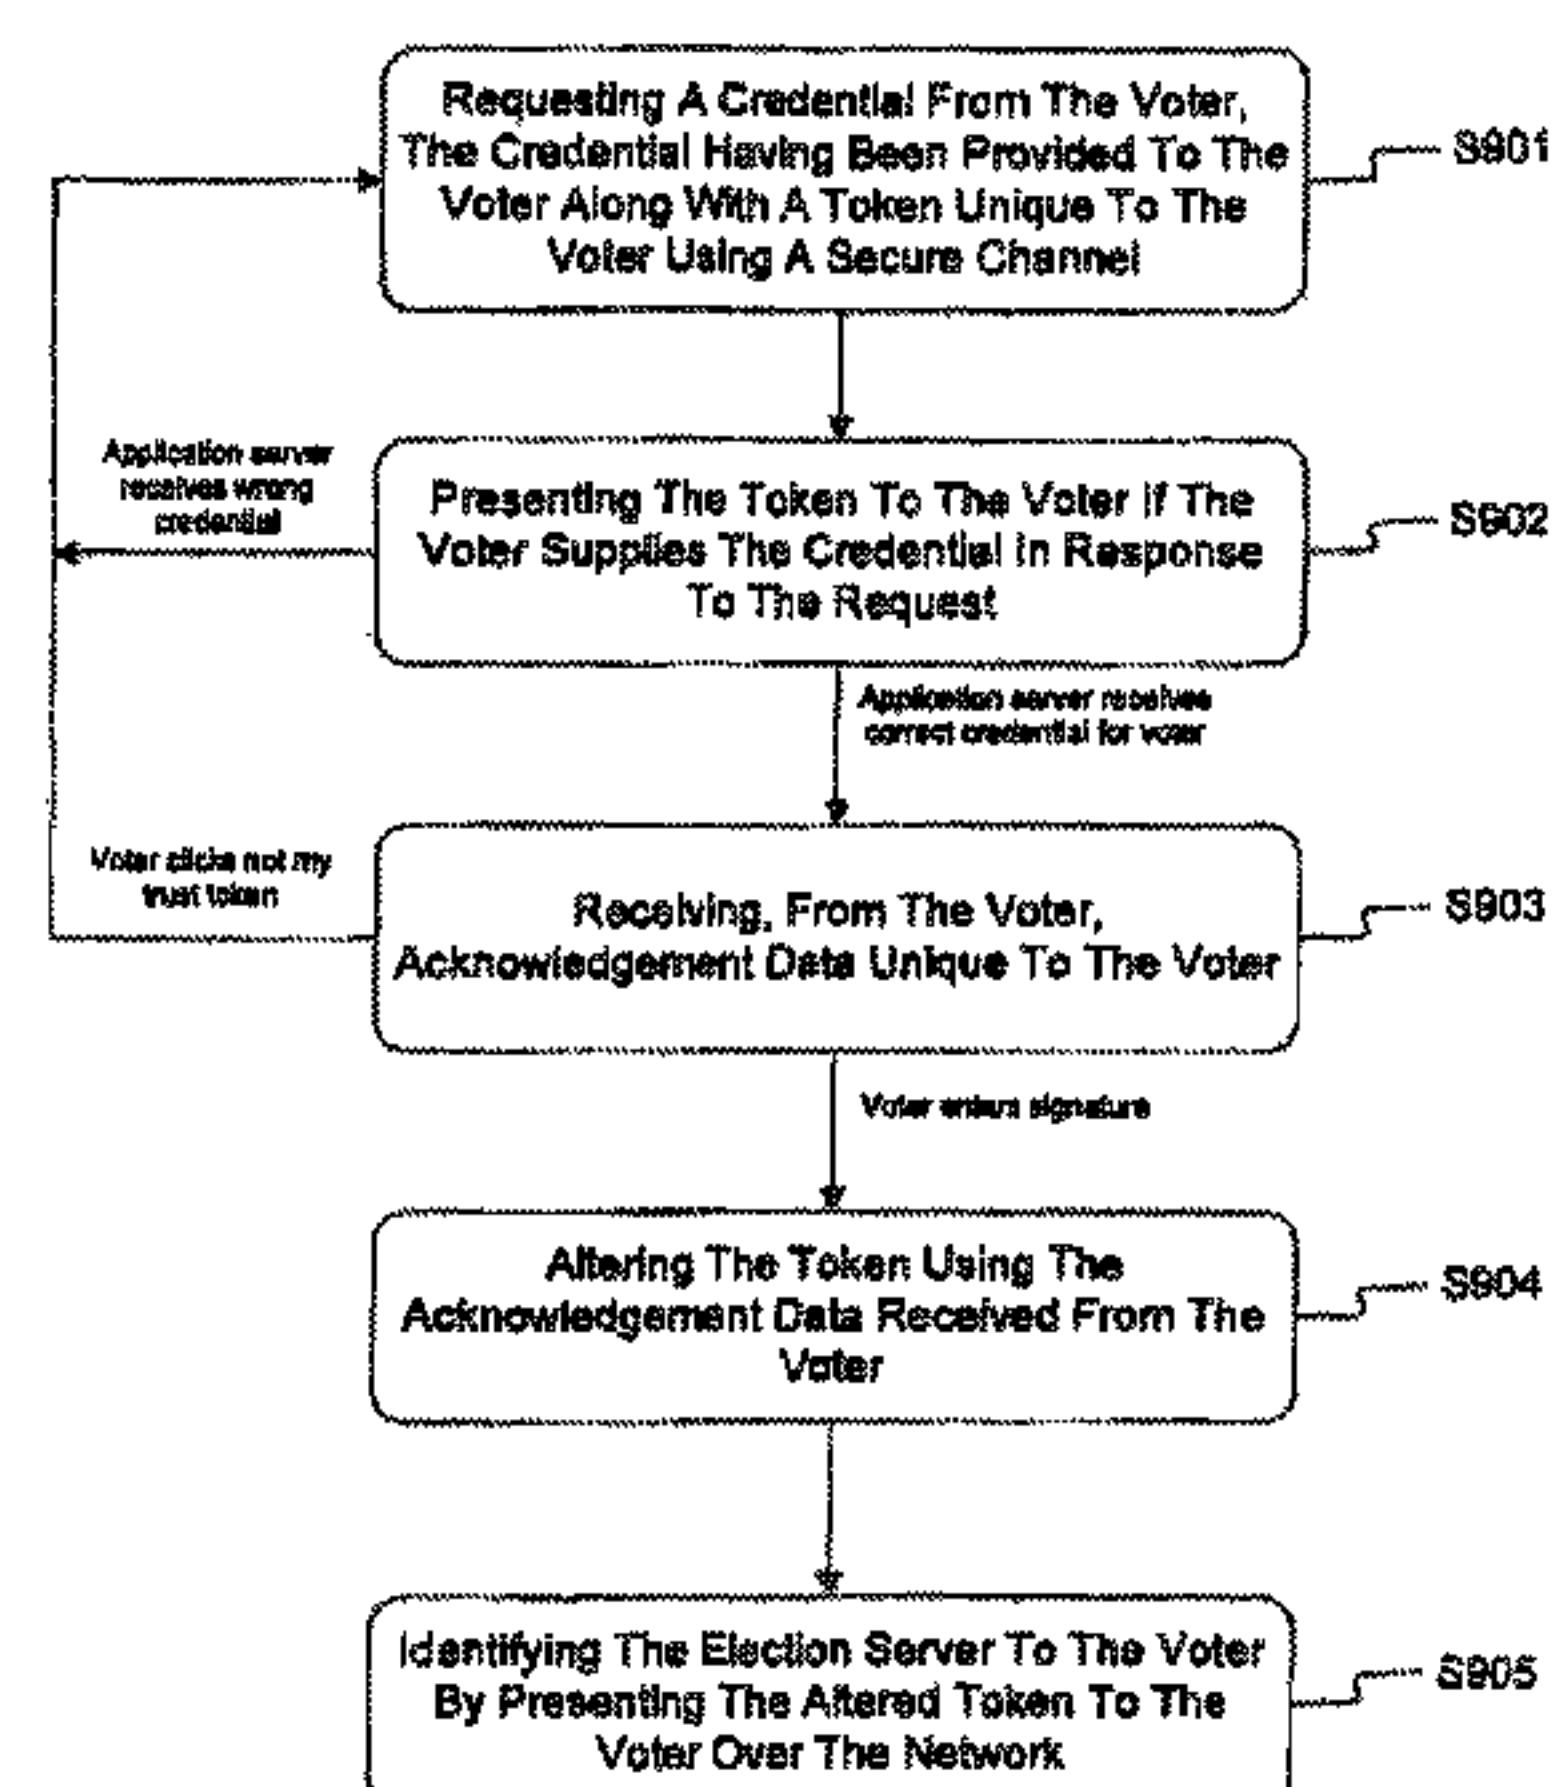 Requesting A Credential From The Voter,
The Credential Having Been Provided To The
Voter Along With A Token Unique To The
Voter Using A Secure Channel
S901
Application server
receives wrong
credential
Presenting The Token To The Voter If The
Voter Supplies The Credential In Response
To The Request
S902
Application server receives
correct credential for voter
Voter clicks not my
trust token
Receiving, From The Voter,
Acknowledgement Data Unique To The Voter
S903
Voter enters signature
Altering The Token Using The
Acknowledgement Data Received From The
Voter
S904
Identifying The Election Server To The Voter
By Presenting The Altered Token To The
Voter Over The Network
S905